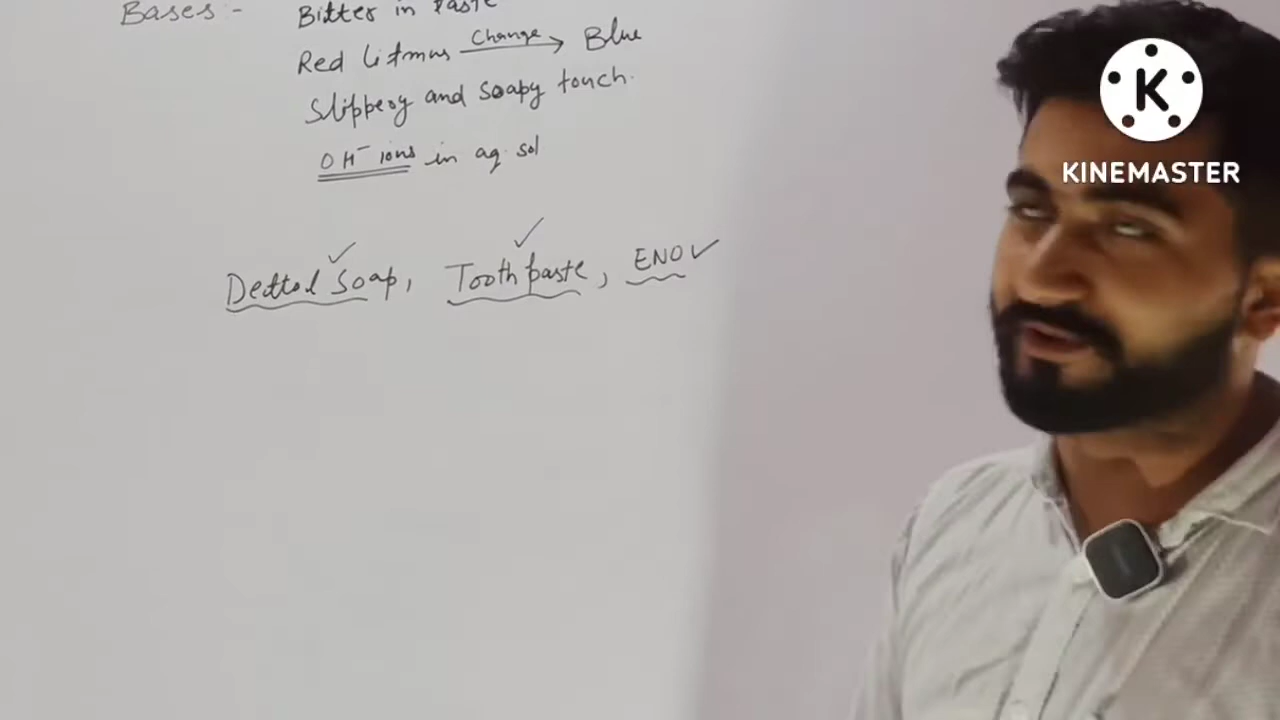 Bases:- Bitter in taste
Red litmus Change → Blue
Slippery and Soapy touch.
OH⁻ ions in aq. sol
Dettol Soap, ✓ Tooth paste, ✓ ENO ✓
K
KINEMASTER